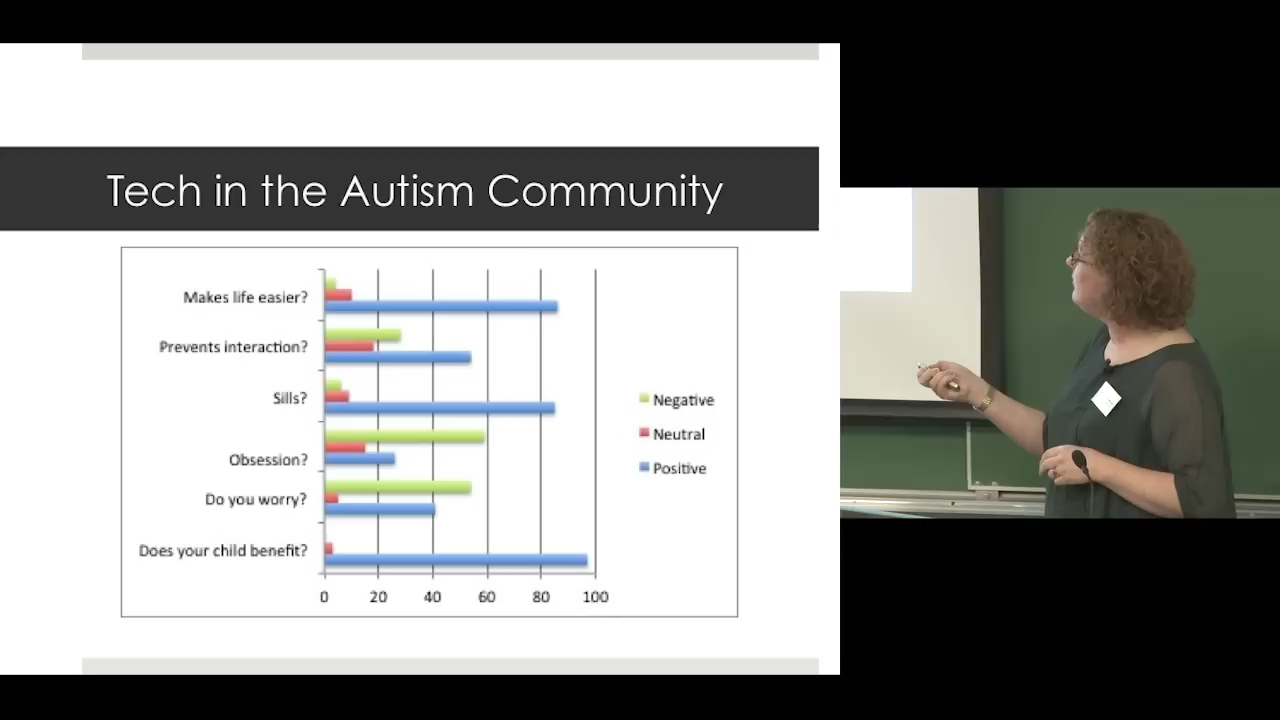 Tech in the Autism Community
Makes life easier?
Prevents interaction?
Sills?
Obsession?
Do you worry?
Does your child benefit?
0 20 40 60 80 100
Negative
Neutral
Positive